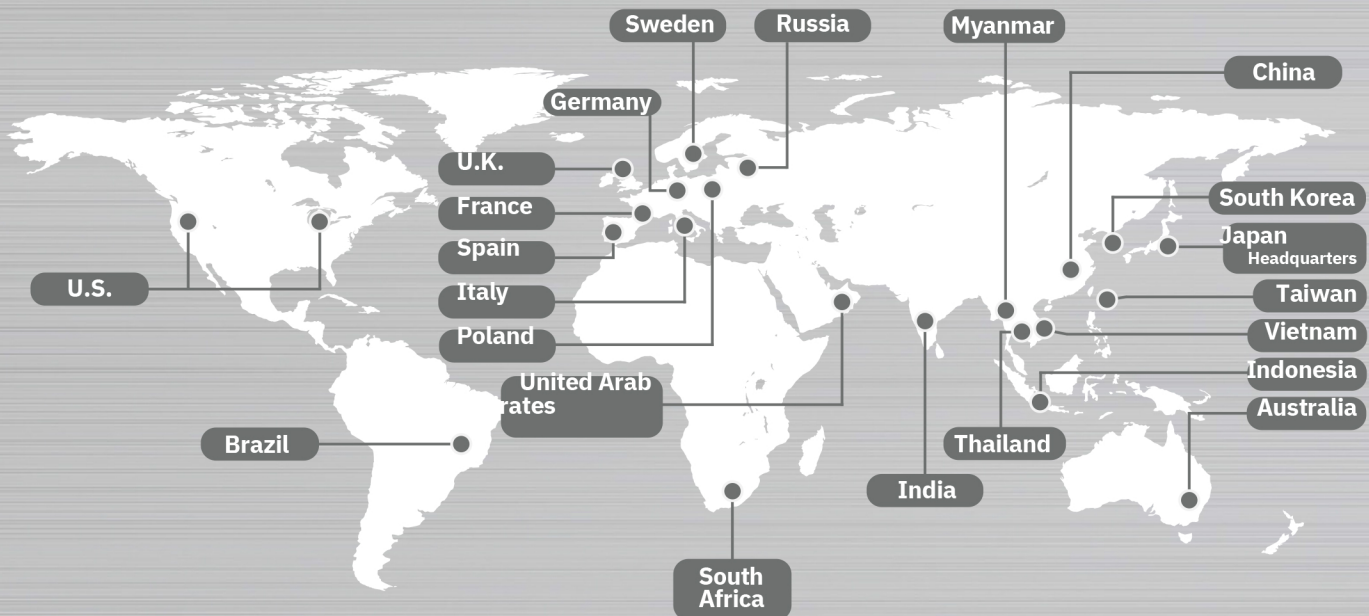 Sweden
Russia
Myanmar
China
Germany
U.K.
South Korea
France
Japan
Headquarters
Spain
U.S.
Italy
Taiwan
Poland
Vietnam
Indonesia
United Arab
rates
Australia
Brazil
Thailand
India
South
Africa